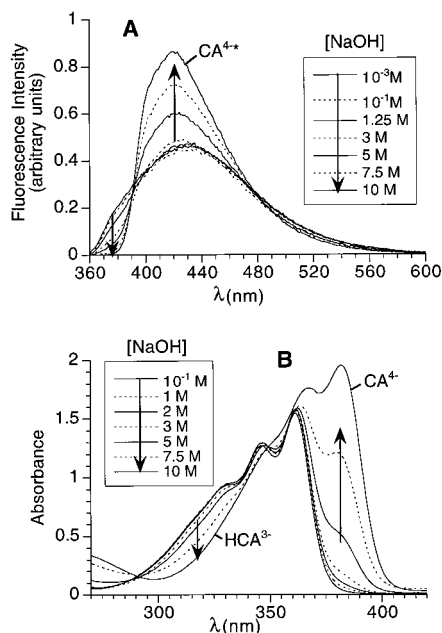 A
CA4-*
[NaOH]
10-3 M
10-1 M
1.25 M
3 M
5 M
7.5 M
10 M
Fluorescence Intensity
(arbitrary units)
1
0.8
0.6
0.4
0.2
0
360 400 440 480 520 560 600
λ(nm)
[NaOH]
10-1 M
1 M
2 M
3 M
5 M
7.5 M
10 M
B
CA4-
HCA3-
Absorbance
2
1.5
1
0.5
0
300 350 400
λ(nm)